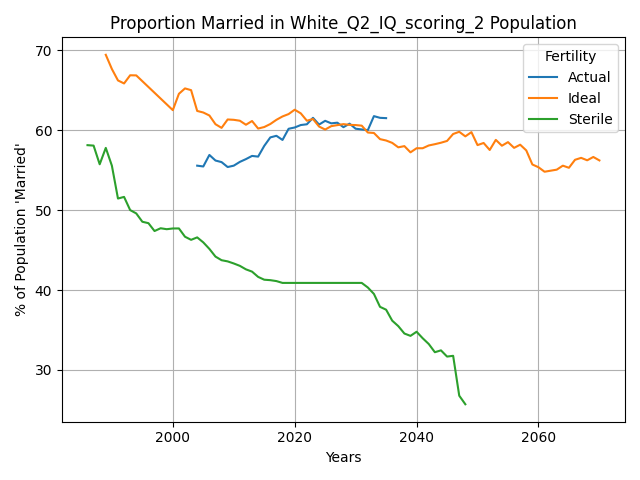 Proportion Married in White_Q2_IQ_scoring_2 Population
% of Population 'Married'
70
60
50
40
30
Fertility
Actual
Ideal
Sterile
2000
2020
2040
2060
Years